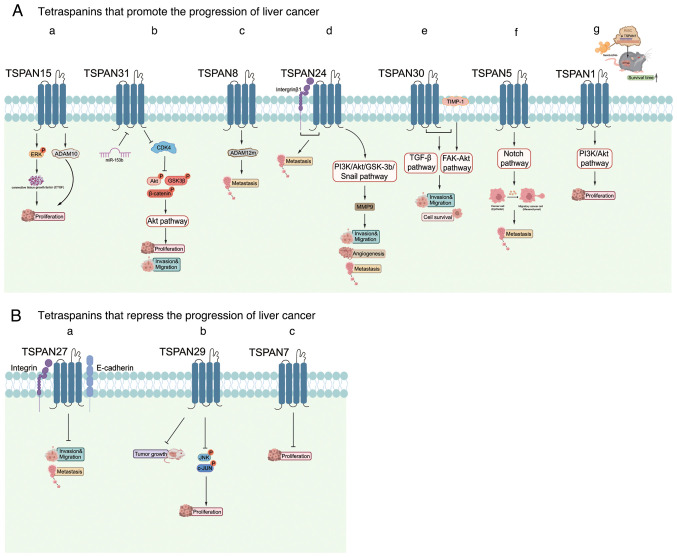 A Tetraspanins that promote the progression of liver cancer
a b c d e f g
TSPAN15 TSPAN31 TSPAN8 TSPAN24 TSPAN30 TSPAN5 TSPAN1
Survival time
intergrinβ
TIMP-1
ERK P
ADAM10
Proliferation
miR-153b
CDK4
Akt P
GSK3B P
β-catenin P
Akt pathway
Proliferation
Invasion&
Migration
ADAM12m P
Metastasis
Metastasis
PI3K/Akt/GSK-3b/
Snail pathway
MMP9
Invasion&
Migration
Angiogenesis
Metastasis
TGF-β
pathway
FAK-Akt
pathway
Invasion&
Migration
Cell survival
Notch
pathway
Metastasis
PI3K/Akt
pathway
Proliferation
B Tetraspanins that repress the progression of liver cancer
a b c
TSPAN27 TSPAN29 TSPAN7
Integrin
E-cadherin
Invasion&
Migration
Metastasis
Tumor growth
JNK P
c-JUN P
Proliferation
Proliferation